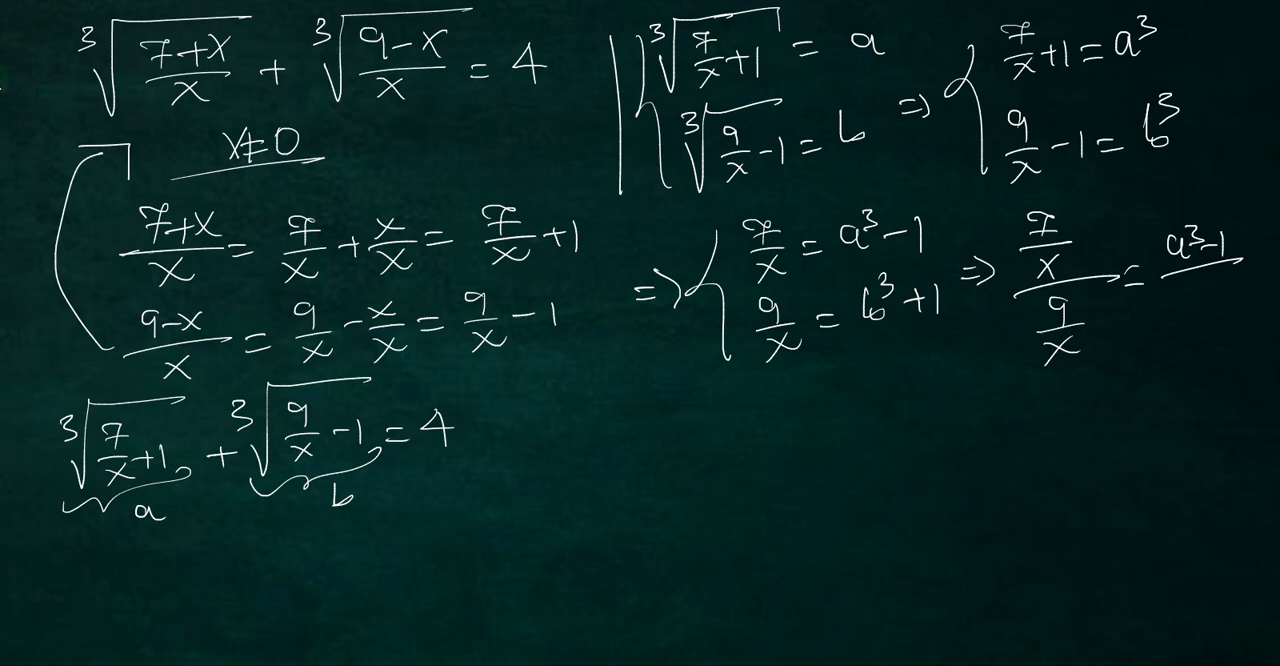 ∛((7+x)/x) + ∛((9-x)/x) = 4
x≠0
(7+x)/x = 7/x + x/x = 7/x + 1
(9-x)/x = 9/x - x/x = 9/x - 1
∛(7/x + 1) + ∛(9/x - 1) = 4
a b
{ ∛(7/x + 1) = a
∛(9/x - 1) = b
⇒ { 7/x + 1 = a³
9/x - 1 = b³
⇒ { 7/x = a³ - 1
9/x = b³ + 1
⇒ (7/x)/(9/x) = a³-1